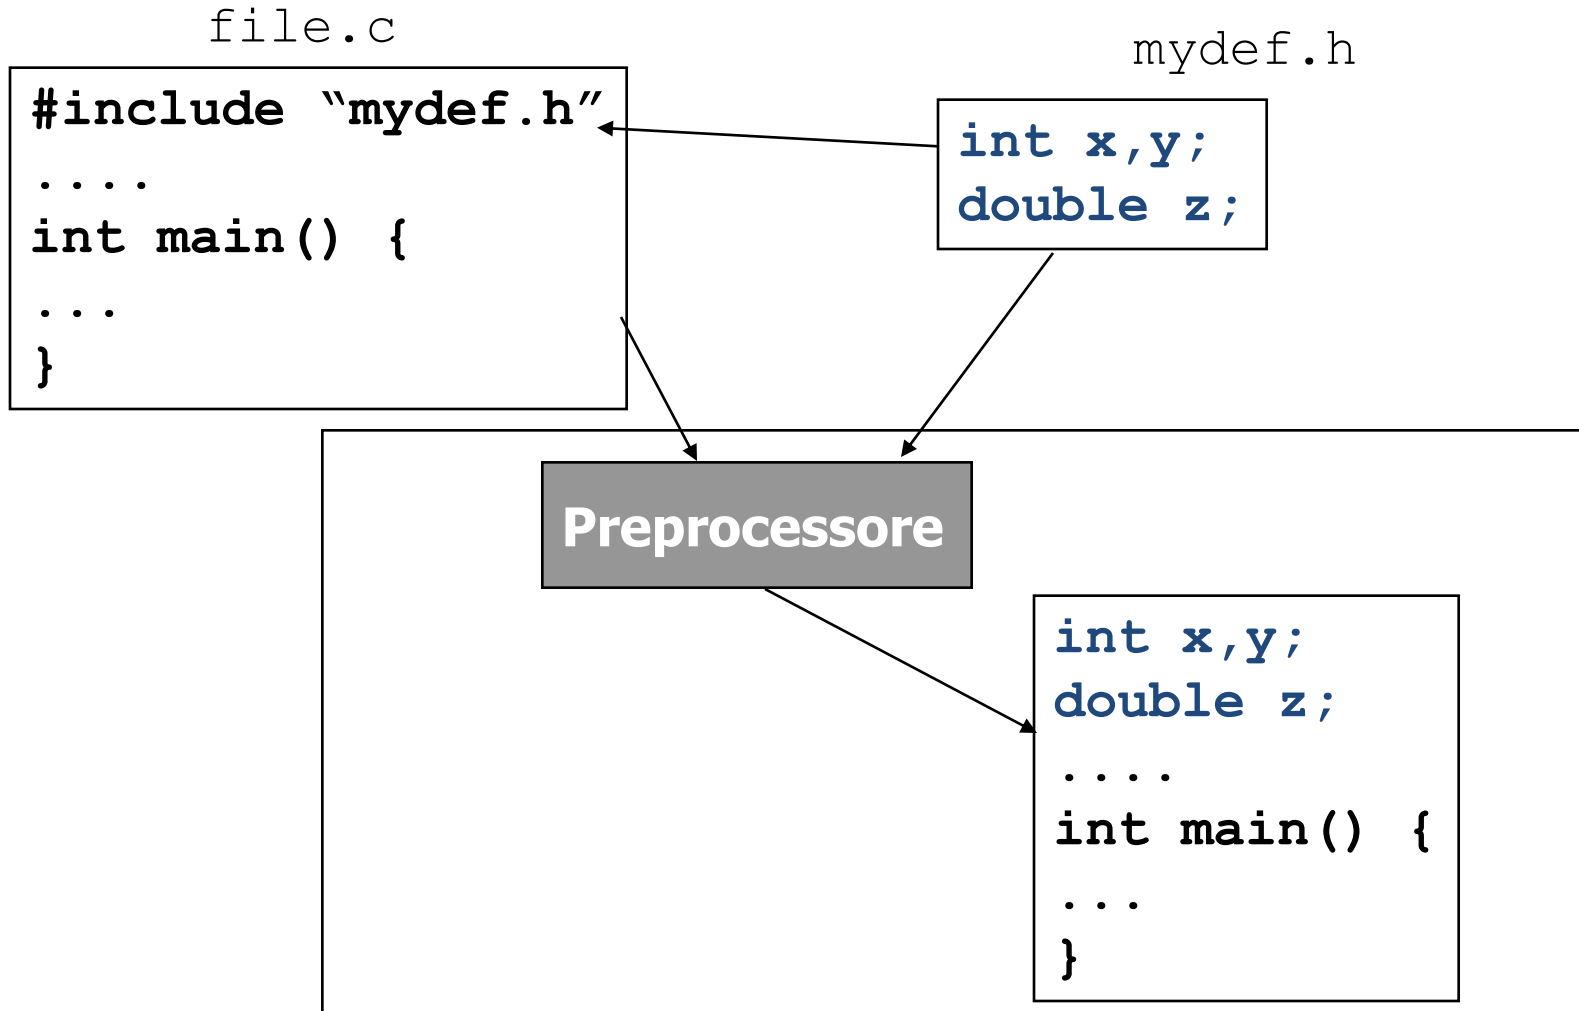 file.c
#include “mydef.h”
....
int main() {
...
}
mydef.h
int x,y;
double z;
Preprocessore
int x,y;
double z;
....
int main() {
...
}